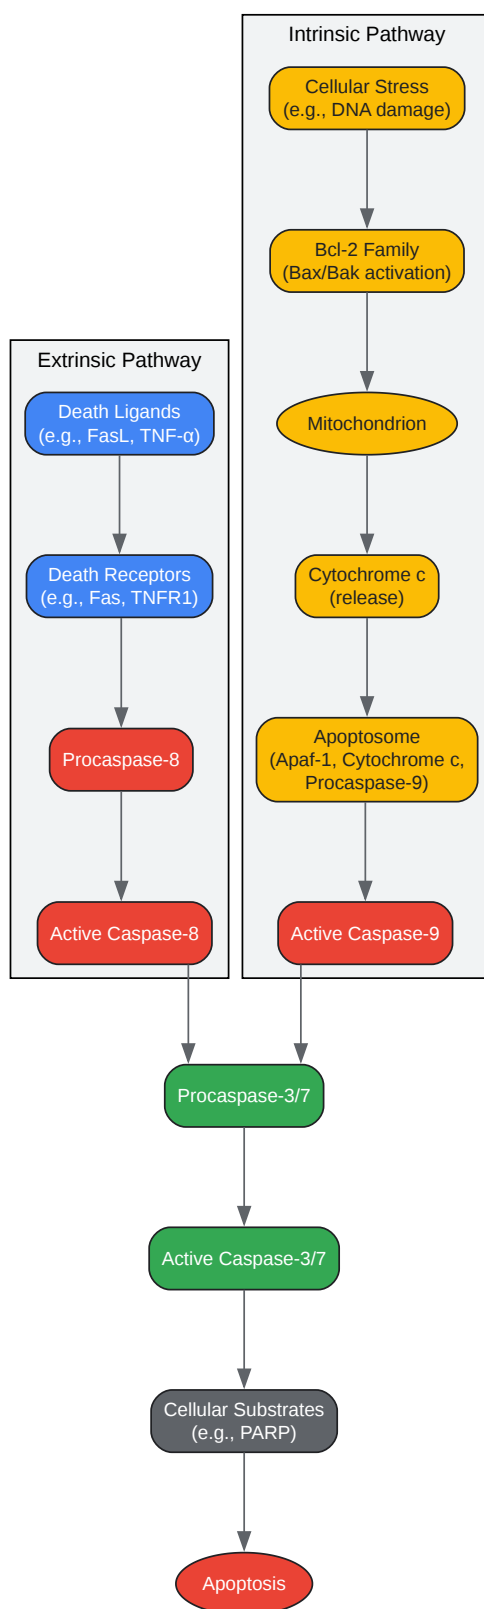 Intrinsic Pathway
Cellular Stress
(e.g., DNA damage)
Bcl-2 Family
(Bax/Bak activation)
Mitochondrion
Cytochrome c
(release)
Apoptosome
(Apaf-1, Cytochrome c,
Procaspase-9)
Active Caspase-9
Extrinsic Pathway
Death Ligands
(e.g., FasL, TNF-α)
Death Receptors
(e.g., Fas, TNFR1)
Procaspase-8
Active Caspase-8
Procaspase-3/7
Active Caspase-3/7
Cellular Substrates
(e.g., PARP)
Apoptosis